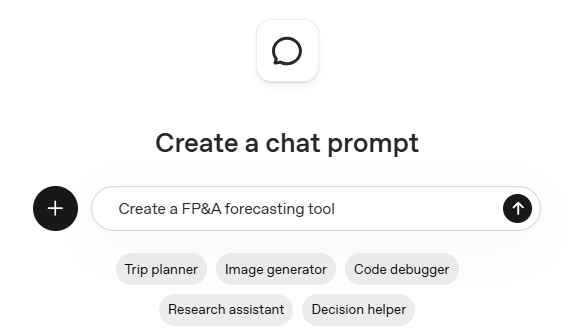 Create a chat prompt
Create a FP&A forecasting tool
Trip planner Image generator Code debugger
Research assistant Decision helper